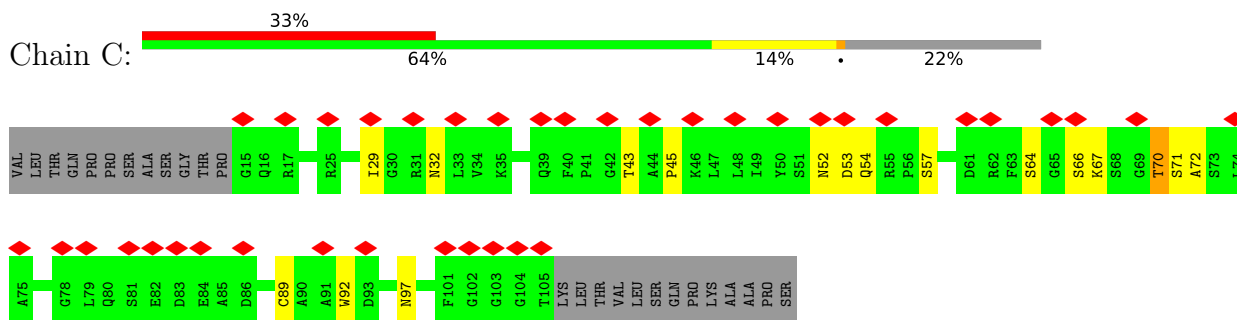 33%
Chain C:
64% 14% • 22%
VAL LEU THR GLN PRO PRO SER ALA SER GLY THR PRO G15 Q16 R17 R25 I29 G30 R31 N32 L33 V34 K35 Q39 F40 P41 G42 T43 A44 P45 K46 L47 L48 I49 Y50 S51 N52 D53 Q54 R55 P56 S57 D61 R62 F63 S64 G65 S66 K67 S68 G69 T70 S71 A72 S73
A75 G78 L79 Q80 S81 E82 D83 E84 A85 D86 C89 A90 A91 W92 D93 N97 F101 G102 G103 G104 T105 LYS LEU THR VAL LEU SER GLN PRO LYS ALA ALA PRO SER